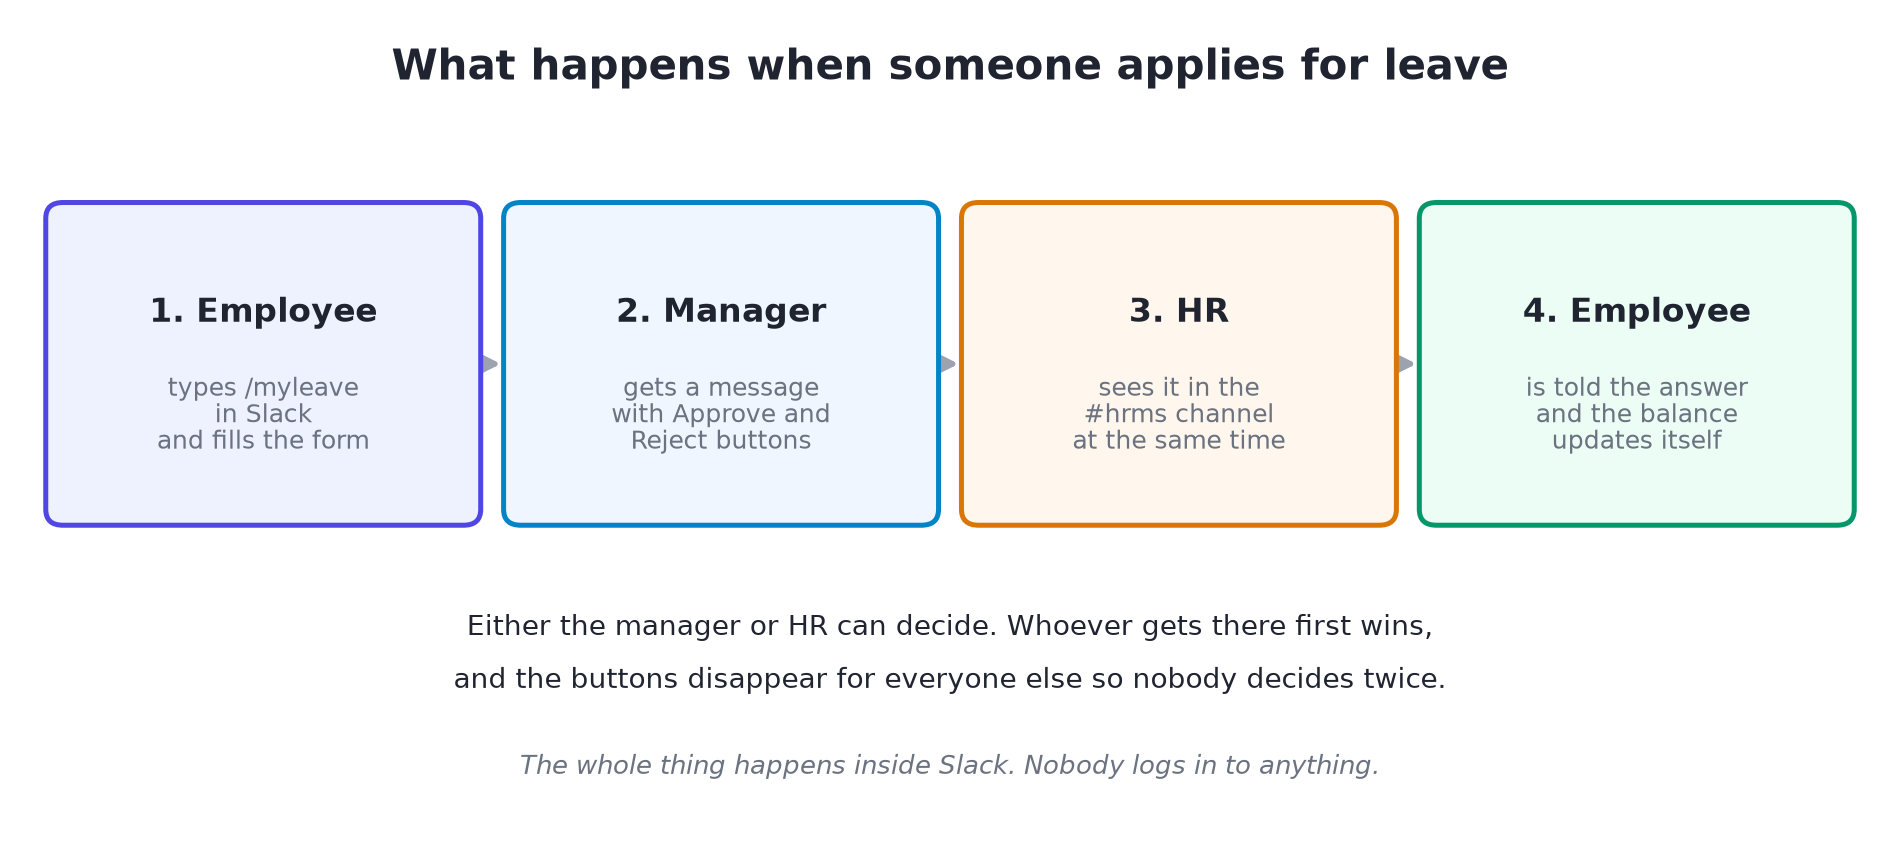 What happens when someone applies for leave
1. Employee
types /myleave
in Slack
and fills the form
2. Manager
gets a message
with Approve and
Reject buttons
3. HR
sees it in the
#hrms channel
at the same time
4. Employee
is told the answer
and the balance
updates itself
Either the manager or HR can decide. Whoever gets there first wins,
and the buttons disappear for everyone else so nobody decides twice.
The whole thing happens inside Slack. Nobody logs in to anything.